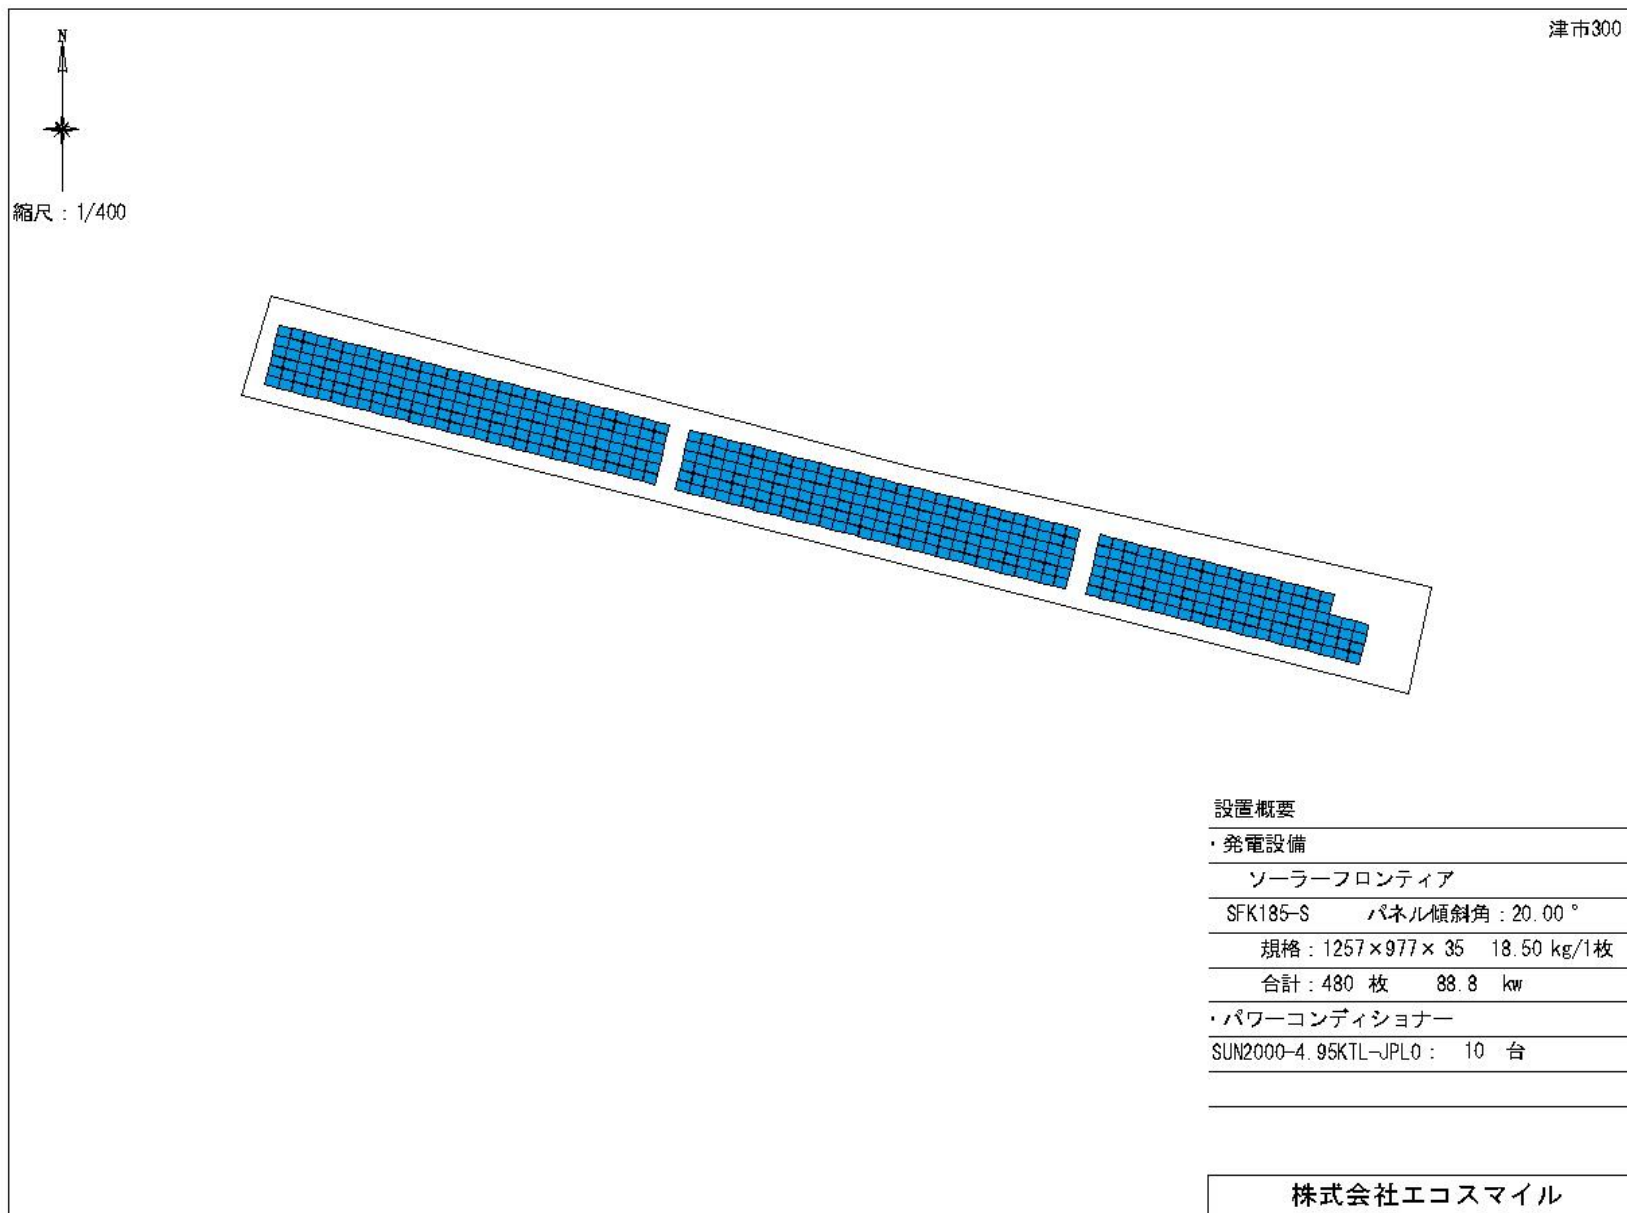 津市300
N
縮尺：1/400
設置概要
・発電設備
ソーラーフロンティア
SFK185-S パネル傾斜角：20.00°
規格：1257×977× 35 18.50 kg/1枚
合計：480 枚 88.8 kw
・パワーコンディショナー
SUN2000-4.95KTL-JPL0： 10 台
株式会社エコスマイル